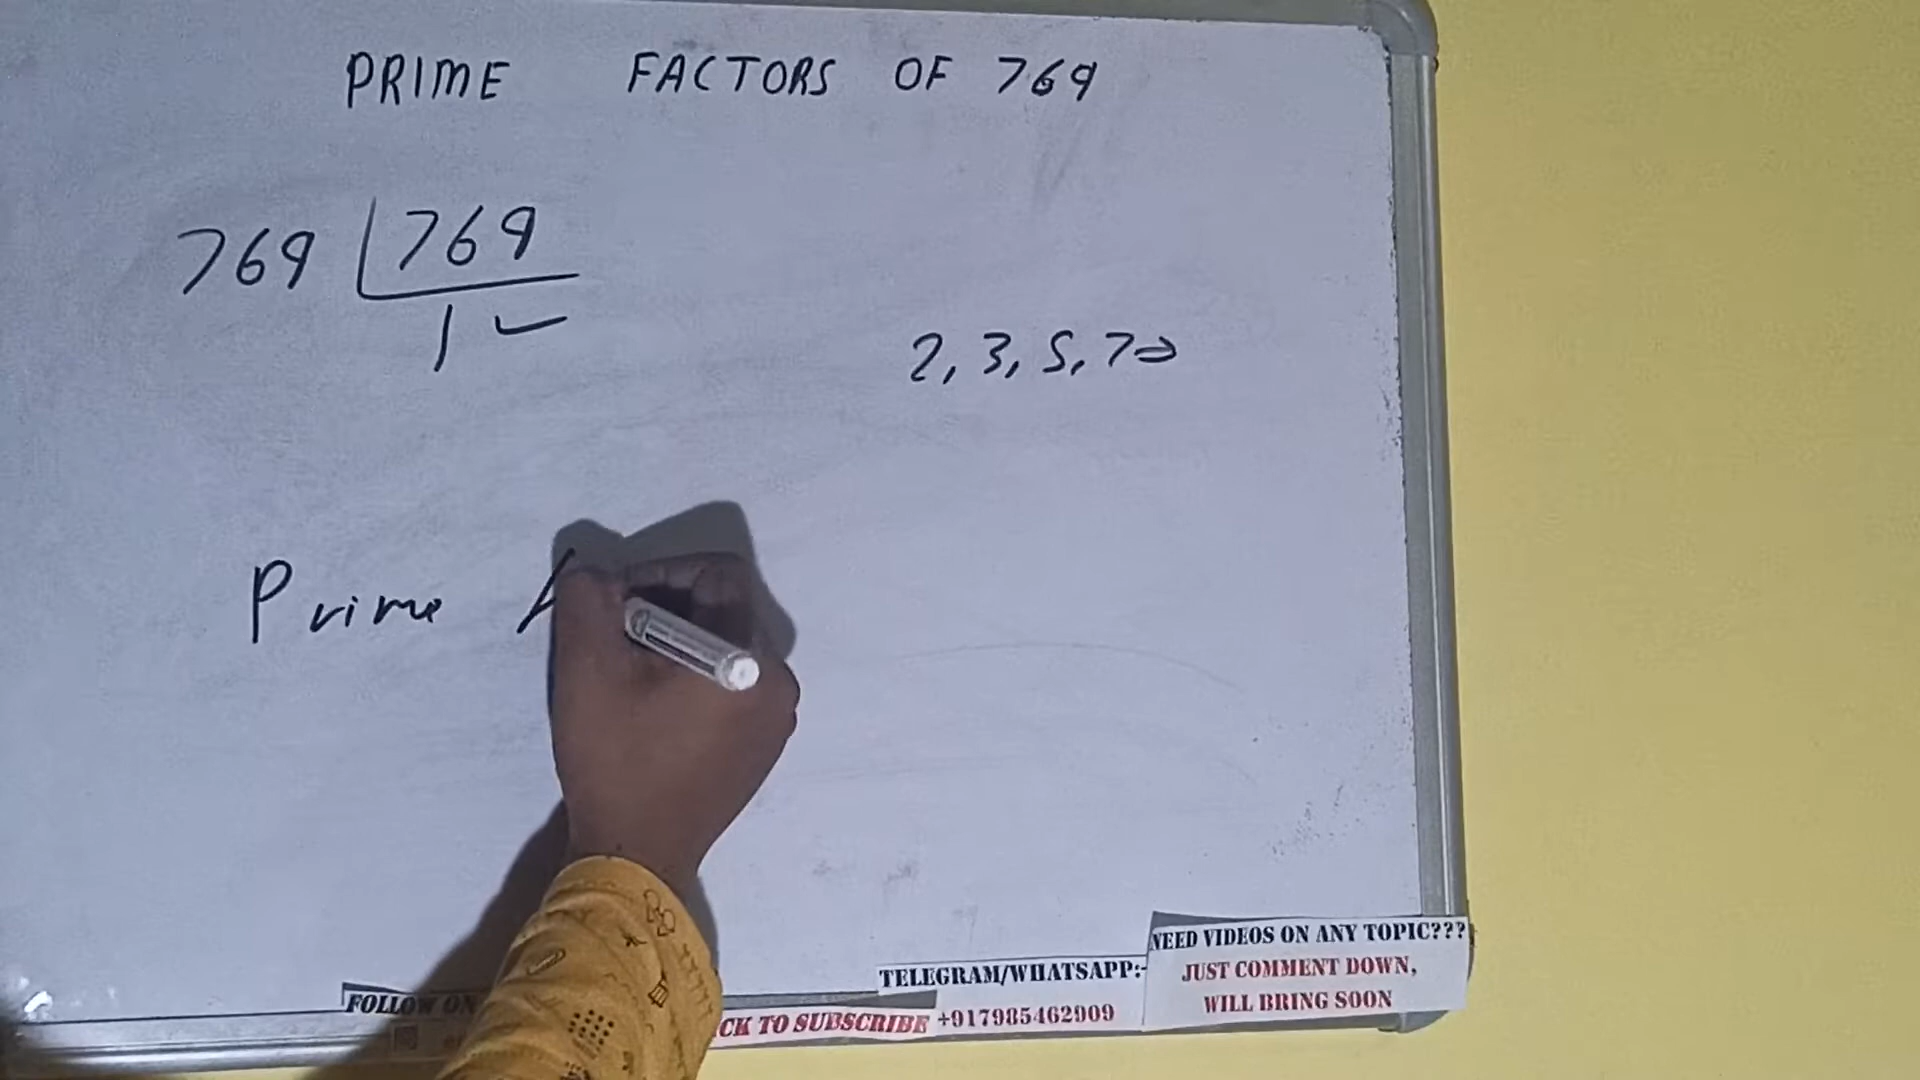 PRIME FACTORS OF 769
769 769
1
2, 3, 5, 7
Prime
NEED VIDEOS ON ANY TOPIC???
JUST COMMENT DOWN,
WILL BRING SOON
TELEGRAM/WHATSAPP:-
+917985462909
FOLLOW ON
CK TO SUBSCRIBE